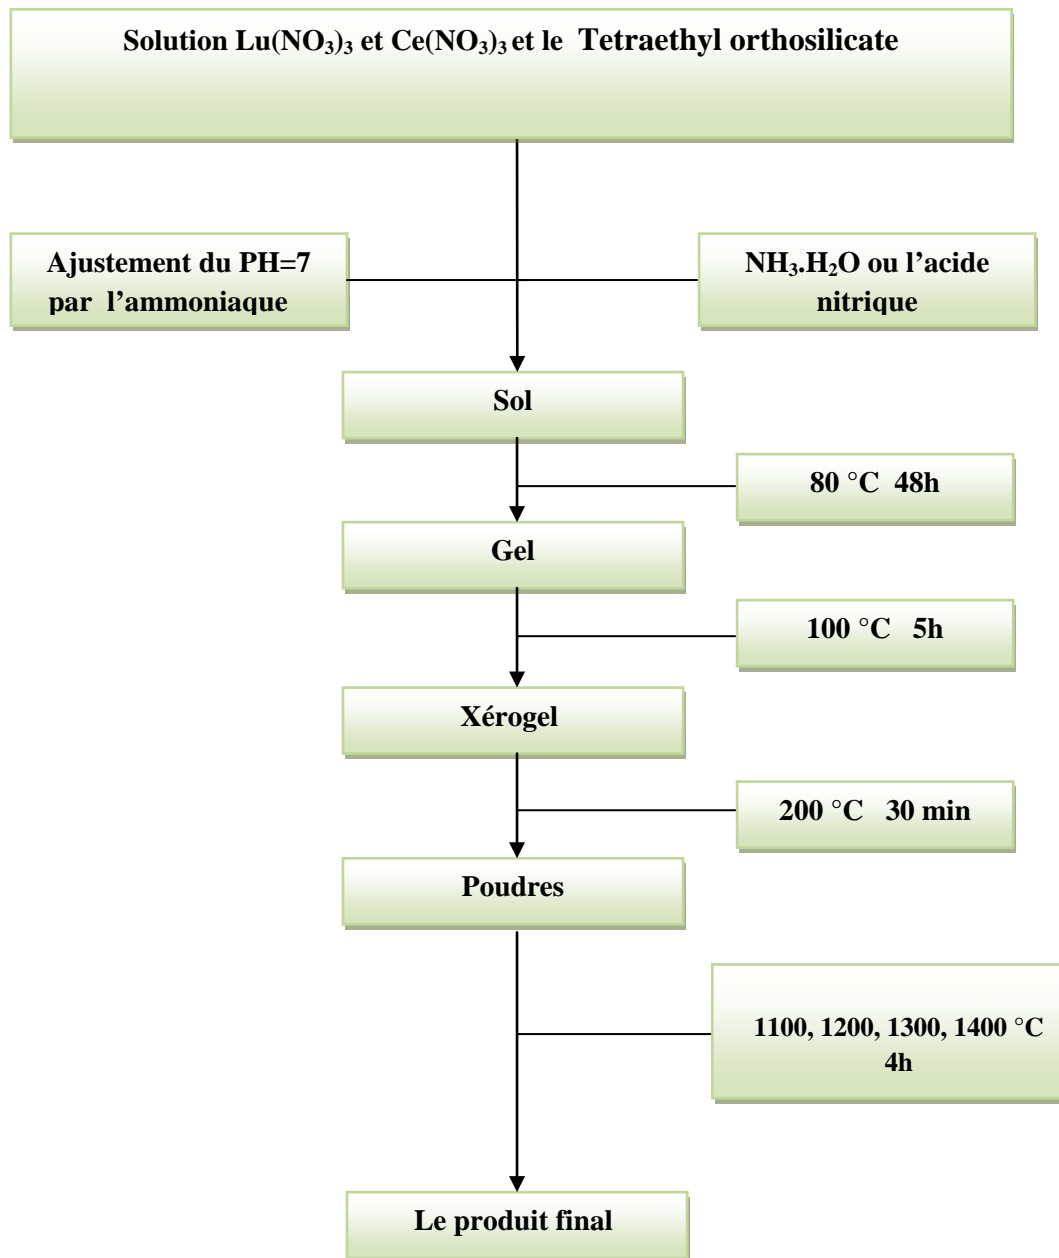 Solution Lu(NO₃)₃ et Ce(NO₃)₃ et le Tetraethyl orthosilicate
Ajustement du PH=7
par l’ammoniaque
NH₃.H₂O ou l’acide
nitrique
Sol
80 °C 48h
Gel
100 °C 5h
Xérogel
200 °C 30 min
Poudres
1100, 1200, 1300, 1400 °C
4h
Le produit final